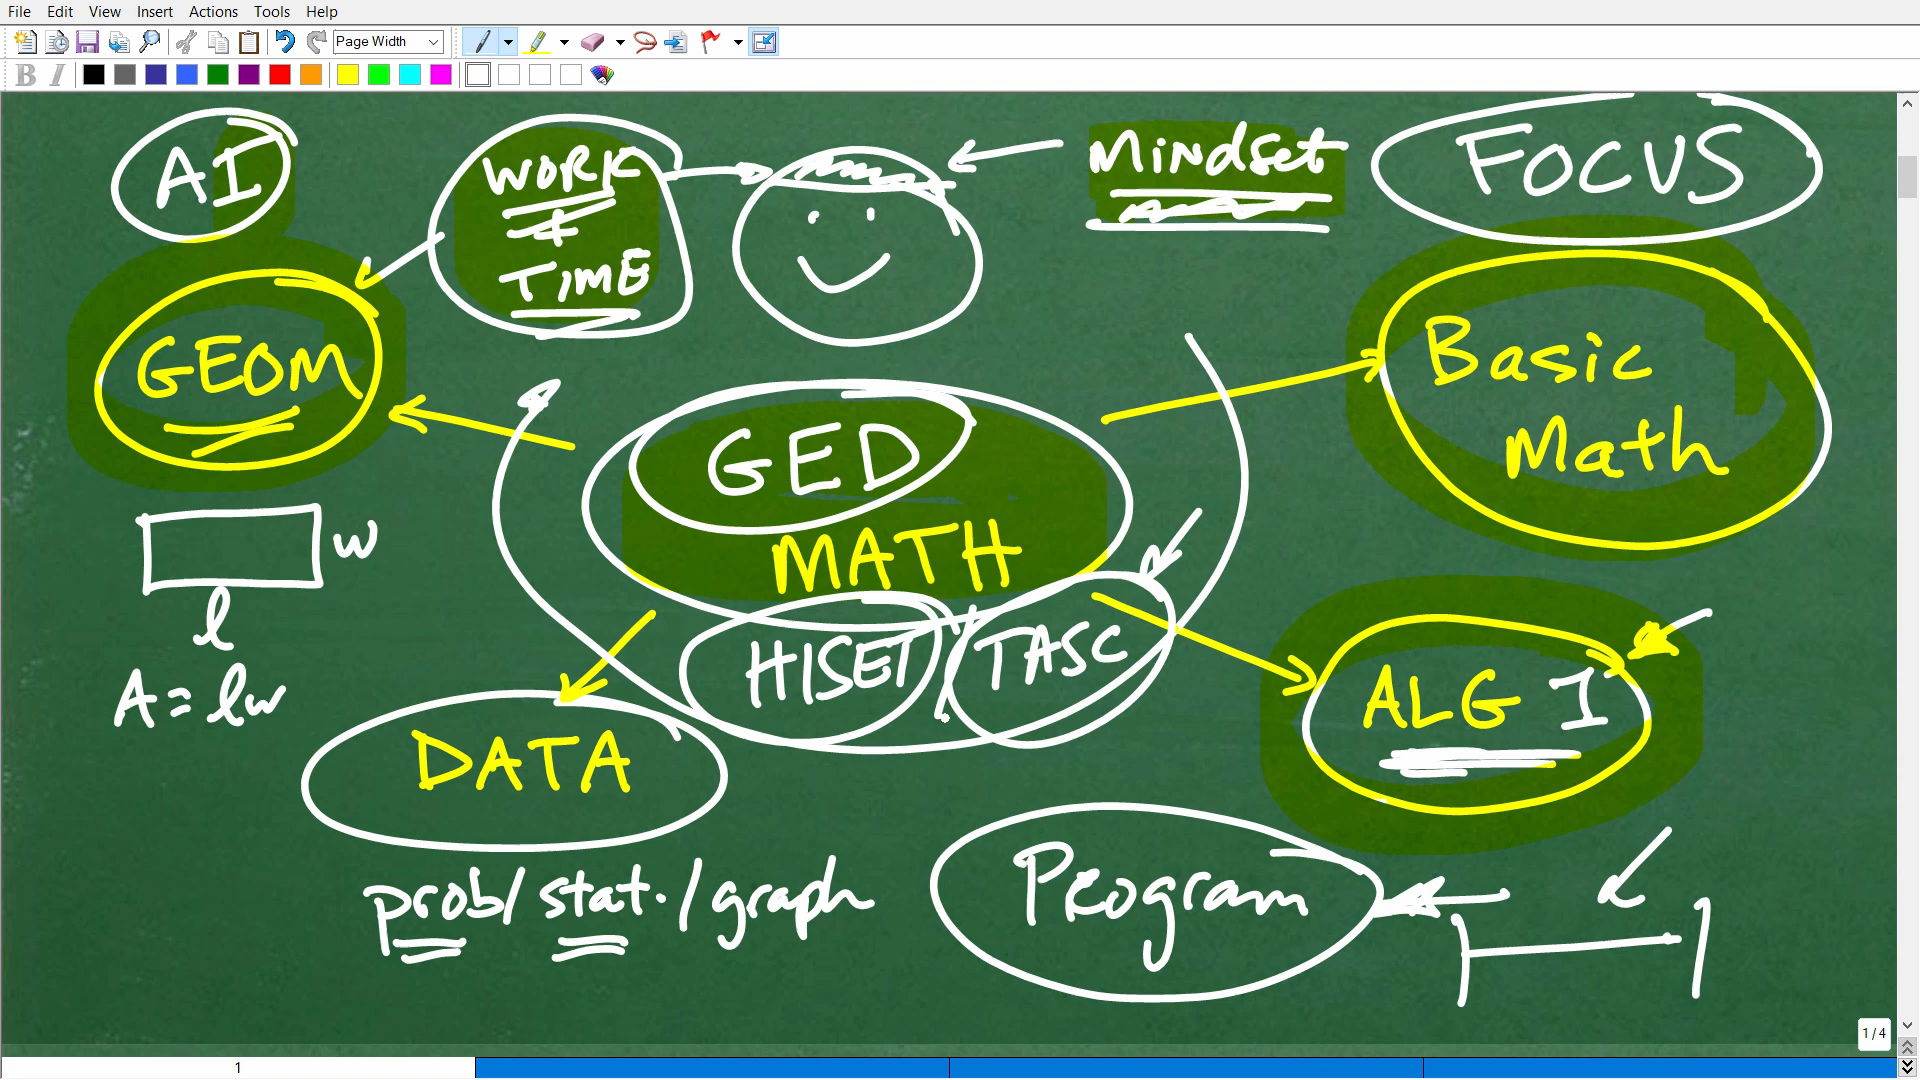 File Edit View Insert Actions Tools Help
Page Width
B I
AI
WORK
+
TIME
Mindset
FOCUS
GEOM
Basic
Math
GED
MATH
w
l
A = lw
HISET / TASC
ALG 1
DATA
prob/stat./graph
Program
1 / 4
1